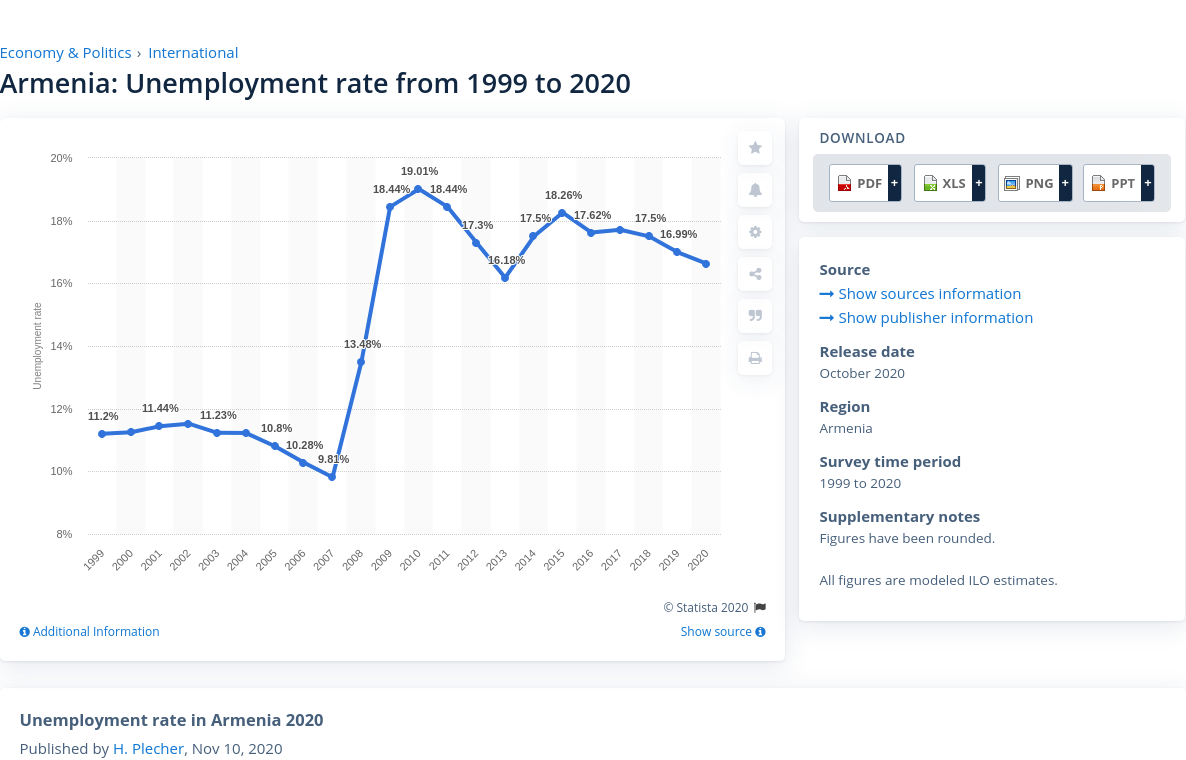 Economy & Politics › International
Armenia: Unemployment rate from 1999 to 2020
20%
18%
16%
14%
12%
10%
8%
Unemployment rate
11.2%
11.44%
11.23%
10.8%
10.28%
9.81%
13.48%
18.44%
19.01%
18.44%
17.3%
16.18%
17.5%
18.26%
17.62%
17.5%
16.99%
1999
2000
2001
2002
2003
2004
2005
2006
2007
2008
2009
2010
2011
2012
2013
2014
2015
2016
2017
2018
2019
2020
© Statista 2020
Additional Information
Show source
DOWNLOAD
PDF + XLS + PNG + PPT +
Source
Show sources information
Show publisher information
Release date
October 2020
Region
Armenia
Survey time period
1999 to 2020
Supplementary notes
Figures have been rounded.
All figures are modeled ILO estimates.
Unemployment rate in Armenia 2020
Published by H. Plecher, Nov 10, 2020